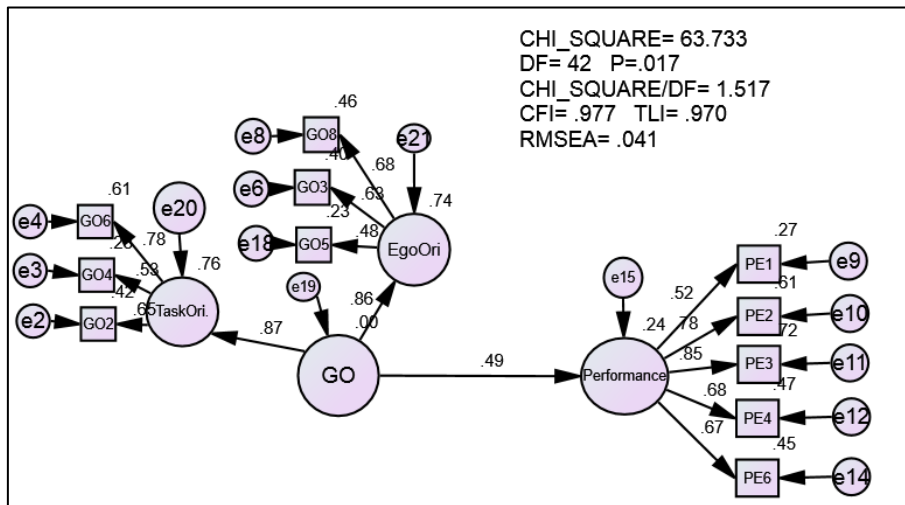 CHI_SQUARE= 63.733
DF= 42 P=.017
CHI_SQUARE/DF= 1.517
CFI= .977 TLI= .970
RMSEA= .041
.46
e8
GO8
e21
.40
.68
e6
GO3
.63
.74
.23
e18
GO5
.48
EgoOri
.61
e4
GO6
e20
.78
.76
e3
GO4
.53
.42
.65
TaskOri.
e2
GO2
e19
.86
.00
.87
GO
.49
e15
.24
Performance
.27
PE1
e9
.52
.61
.78
PE2
e10
.72
.85
PE3
e11
.47
.68
PE4
e12
.67
.45
PE6
e14